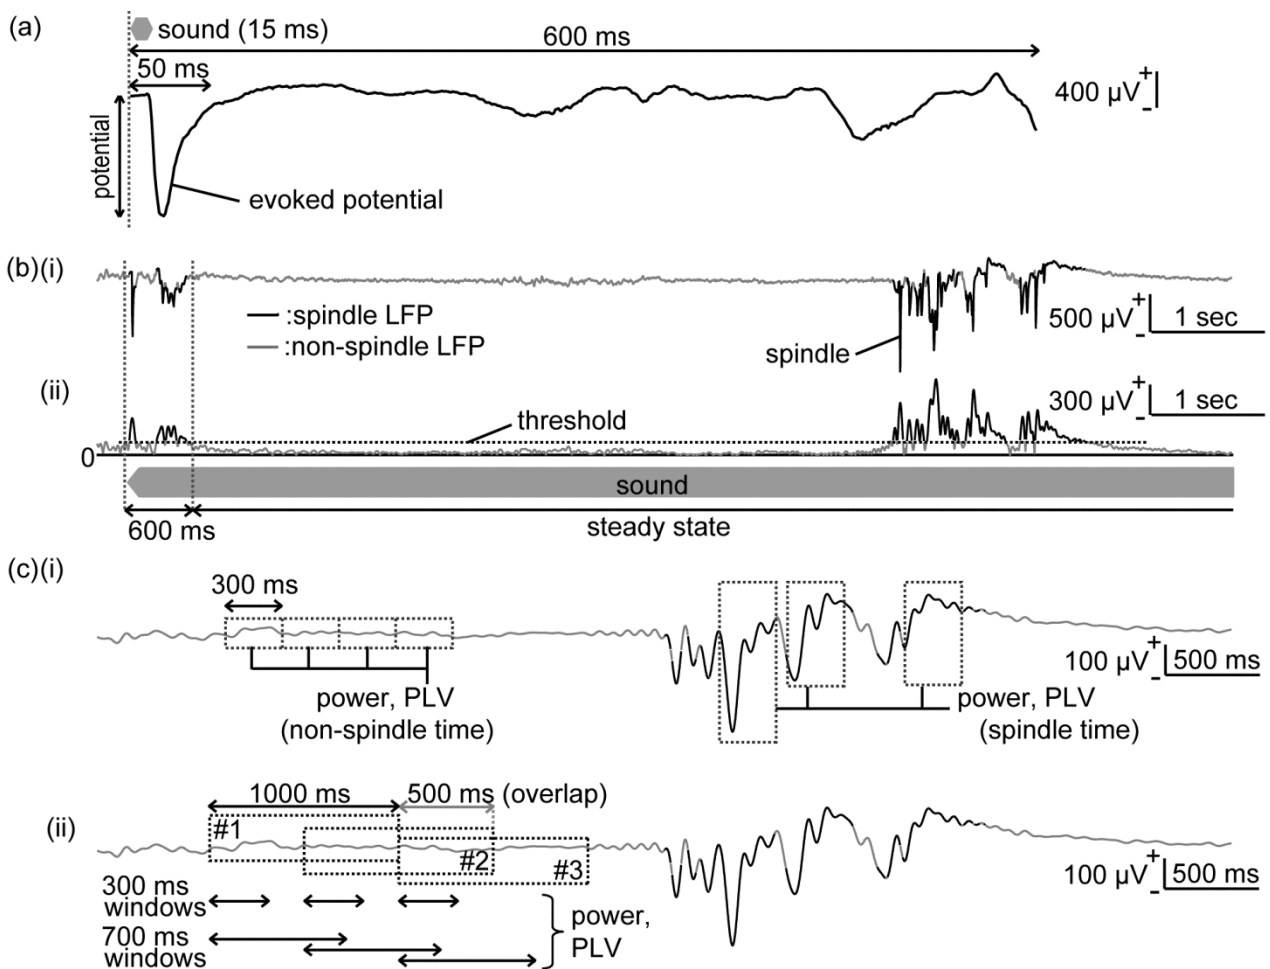 (a)
sound (15 ms)
600 ms
50 ms
400 µV
+
-
potential
evoked potential
(b)(i)
:spindle LFP
:non-spindle LFP
spindle
500 µV
+
-
1 sec
(ii)
threshold
300 µV
+
-
1 sec
0
sound
600 ms
steady state
(c)(i)
300 ms
power, PLV
(non-spindle time)
power, PLV
(spindle time)
100 µV
+
-
500 ms
(ii)
1000 ms
500 ms (overlap)
#1
#2
#3
100 µV
+
-
500 ms
300 ms
windows
700 ms
windows
power,
PLV